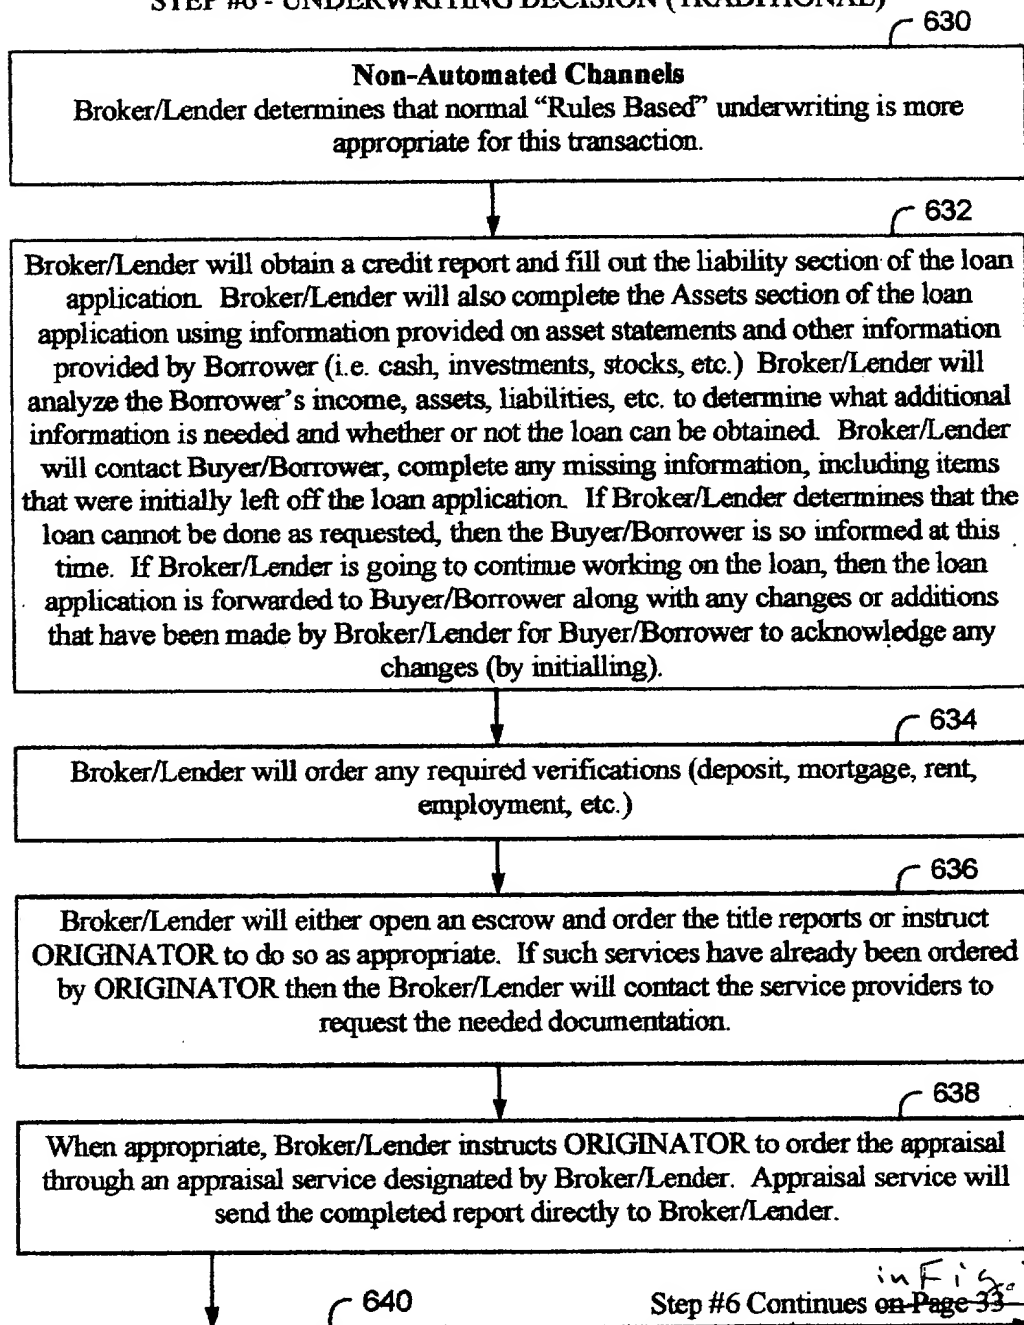 STEP #6 - UNDERWRITING DECISION (TRADITIONAL)
630
Non-Automated Channels
Broker/Lender determines that normal “Rules Based” underwriting is more
appropriate for this transaction.
632
Broker/Lender will obtain a credit report and fill out the liability section of the loan
application. Broker/Lender will also complete the Assets section of the loan
application using information provided on asset statements and other information
provided by Borrower (i.e. cash, investments, stocks, etc.) Broker/Lender will
analyze the Borrower’s income, assets, liabilities, etc. to determine what additional
information is needed and whether or not the loan can be obtained. Broker/Lender
will contact Buyer/Borrower, complete any missing information, including items
that were initially left off the loan application. If Broker/Lender determines that the
loan cannot be done as requested, then the Buyer/Borrower is so informed at this
time. If Broker/Lender is going to continue working on the loan, then the loan
application is forwarded to Buyer/Borrower along with any changes or additions
that have been made by Broker/Lender for Buyer/Borrower to acknowledge any
changes (by initialling).
634
Broker/Lender will order any required verifications (deposit, mortgage, rent,
employment, etc.)
636
Broker/Lender will either open an escrow and order the title reports or instruct
ORIGINATOR to do so as appropriate. If such services have already been ordered
by ORIGINATOR then the Broker/Lender will contact the service providers to
request the needed documentation.
638
When appropriate, Broker/Lender instructs ORIGINATOR to order the appraisal
through an appraisal service designated by Broker/Lender. Appraisal service will
send the completed report directly to Broker/Lender.
in Fig.
640
Step #6 Continues on Page 33